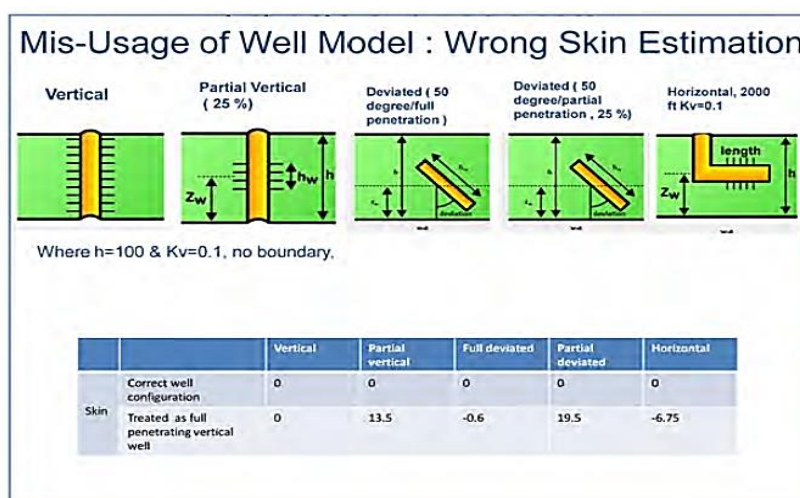 Mis-Usage of Well Model : Wrong Skin Estimation
Vertical
Partial Vertical
( 25 %)
Deviated ( 50
degree/full
penetration )
Deviated ( 50
degree/partial
penetration , 25 %)
Horizontal, 2000
ft Kv=0.1
Zw
hw
h
h
deviation
h
deviation
length
Zw
h
Where h=100 & Kv=0.1, no boundary,
Vertical
Partial
vertical
Full deviated
Partial
deviated
Horizontal
Skin
Correct well
configuration
0
0
0
0
0
Treated as full
penetrating vertical
well
0
13.5
-0.6
19.5
-6.75